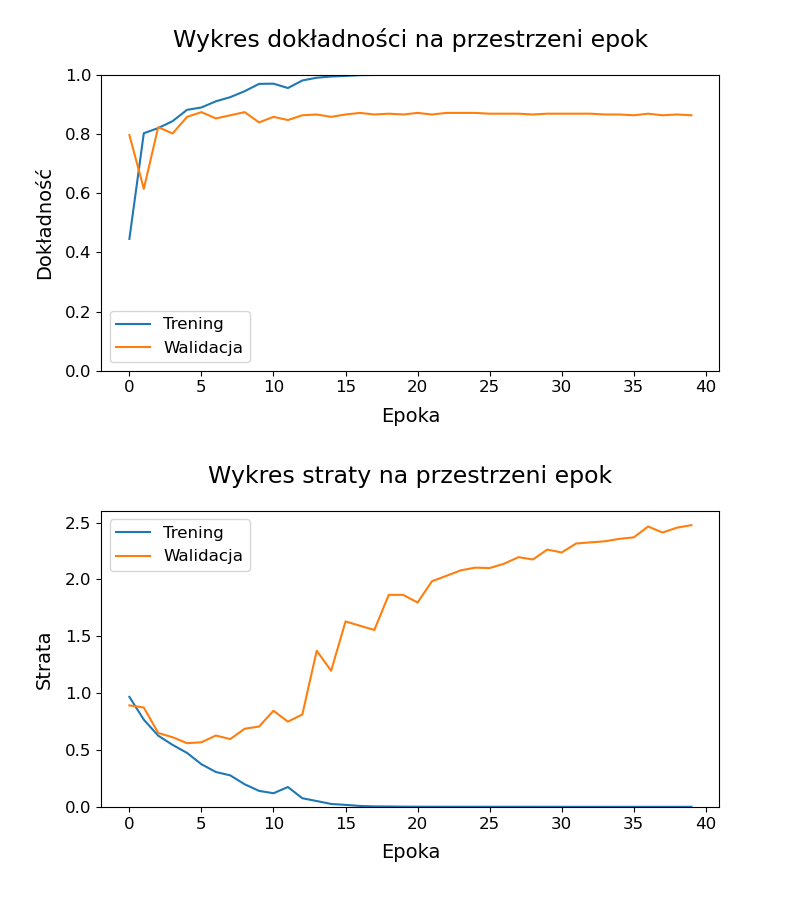 Wykres dokładności na przestrzeni epok
1.0
0.8
0.6
0.4
0.2
0.0
Dokładność
Trening
Walidacja
0 5 10 15 20 25 30 35 40
Epoka
Wykres straty na przestrzeni epok
2.5
2.0
1.5
1.0
0.5
0.0
Strata
Trening
Walidacja
0 5 10 15 20 25 30 35 40
Epoka